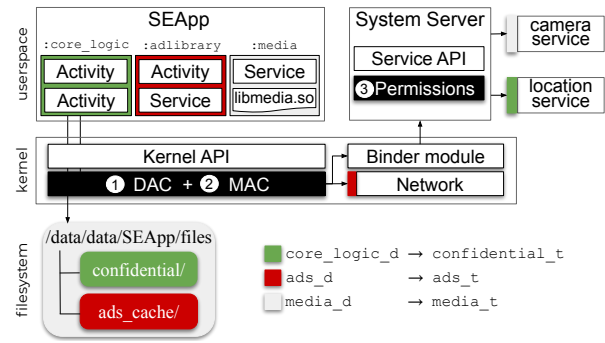 userspace
SEApp
:core_logic :adlibrary :media
Activity Activity Service
Activity Service libmedia.so
System Server
Service API
3 Permissions
camera
service
location
service
kernel
Kernel API Binder module
1 DAC + 2 MAC Network
filesystem
/data/data/SEApp/files
confidential/
ads_cache/
core_logic_d → confidential_t
ads_d → ads_t
media_d → media_t